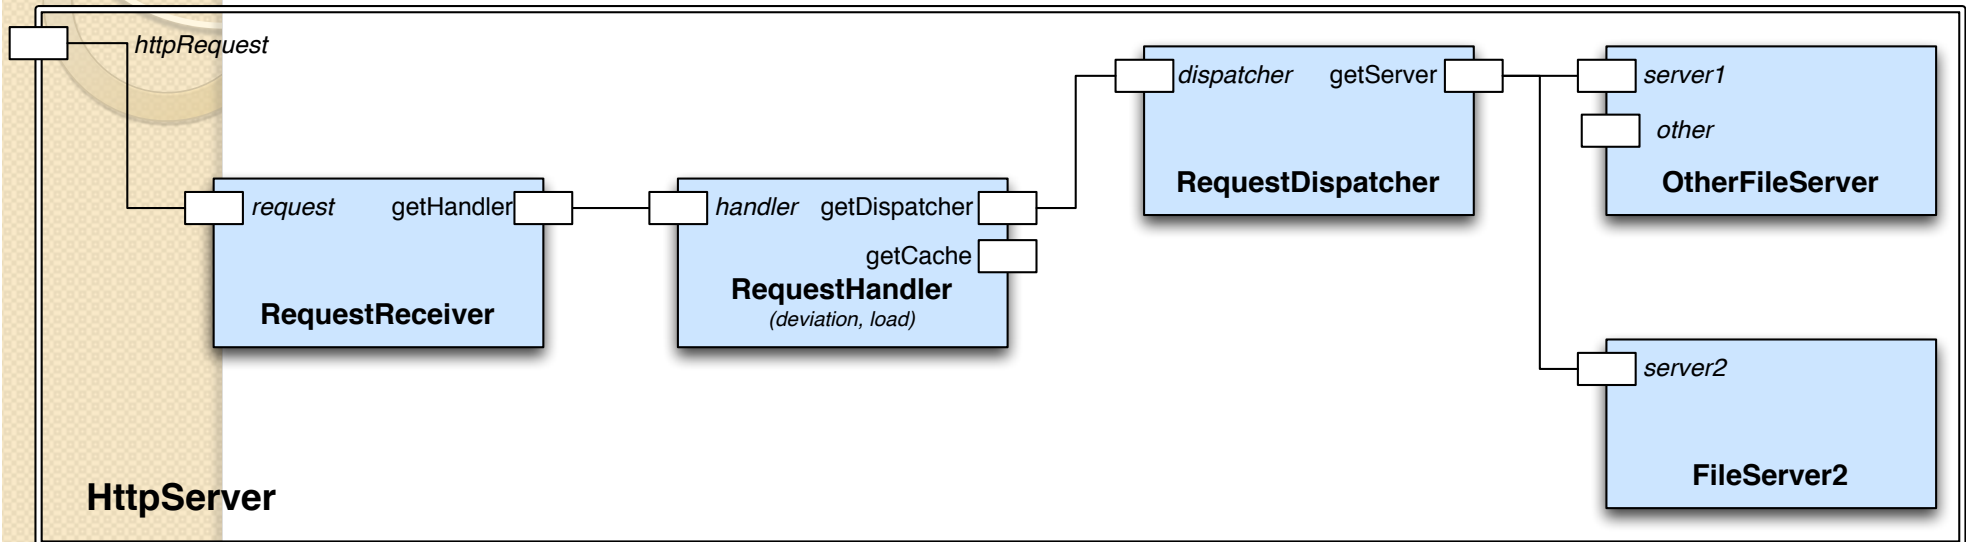 httpRequest
dispatcher getServer
server1
other
RequestDispatcher
OtherFileServer
request getHandler
handler getDispatcher
getCache
RequestHandler
(deviation, load)
RequestReceiver
server2
FileServer2
HttpServer